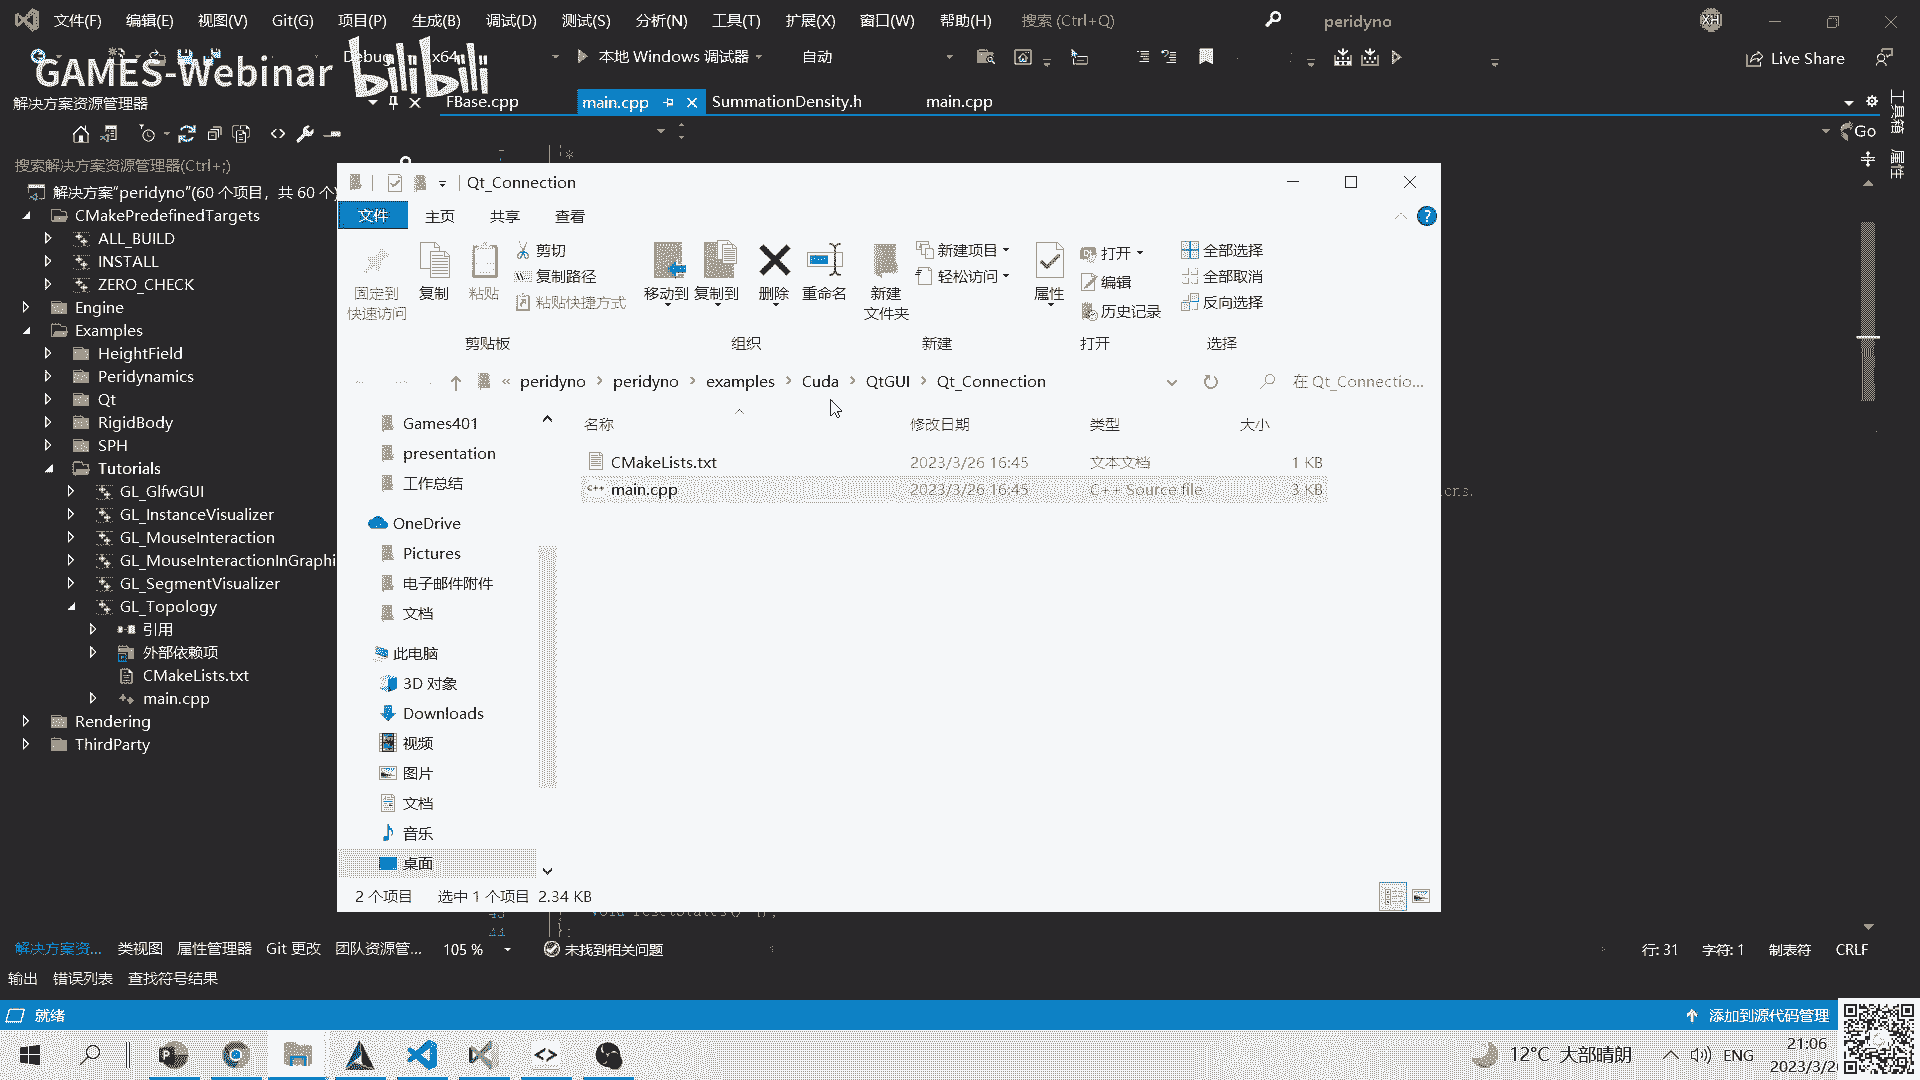 文件(F) 编辑(E) 视图(V) Git(G) 项目(P) 生成(B) 调试(D) 测试(S) 分析(N) 工具(T) 扩展(X) 窗口(W) 帮助(H) 搜索 (Ctrl+Q) peridyno XH
Debug x64 本地 Windows 调试器 自动 Live Share
GAMES-Webinar bilibili
解决方案资源管理器 FBase.cpp main.cpp SummationDensity.h main.cpp
工具箱
属性
Go
搜索解决方案资源管理器(Ctrl+;)
解决方案"peridyno"(60 个项目，共 60 个)
CMakePredefinedTargets
ALL_BUILD
INSTALL
ZERO_CHECK
Engine
Examples
HeightField
Peridynamics
Qt
RigidBody
SPH
Tutorials
GL_GlfwGUI
GL_InstanceVisualizer
GL_MouseInteraction
GL_MouseInteractionInGraphi
GL_SegmentVisualizer
GL_Topology
引用
外部依赖项
CMakeLists.txt
main.cpp
Rendering
ThirdParty
Qt_Connection
文件 主页 共享 查看
固定到快速访问
复制
粘贴
剪切
复制路径
粘贴快捷方式
剪贴板
移动到 复制到 删除 重命名
组织
新建文件夹
新建项目
轻松访问
新建
属性
打开
编辑
历史记录
打开
全部选择
全部取消
反向选择
选择
« peridyno › peridyno › examples › Cuda › QtGUI › Qt_Connection 在 Qt_Connectio...
名称 修改日期 类型 大小
CMakeLists.txt 2023/3/26 16:45 文本文档 1 KB
main.cpp 2023/3/26 16:45 C++ Source file 3 KB
Games401
presentation
工作总结
OneDrive
Pictures
电子邮件附件
文档
此电脑
3D 对象
Downloads
视频
图片
文档
音乐
桌面
2 个项目 选中 1 个项目 2.34 KB
ions.
44
解决方案资... 类视图 属性管理器 Git 更改 团队资源管... 105 % 未找到相关问题 行: 31 字符: 1 制表符 CRLF
输出 错误列表 查找符号结果
就绪 添加到源代码管理
12°C 大部晴朗 ENG 21:06
2023/3/2